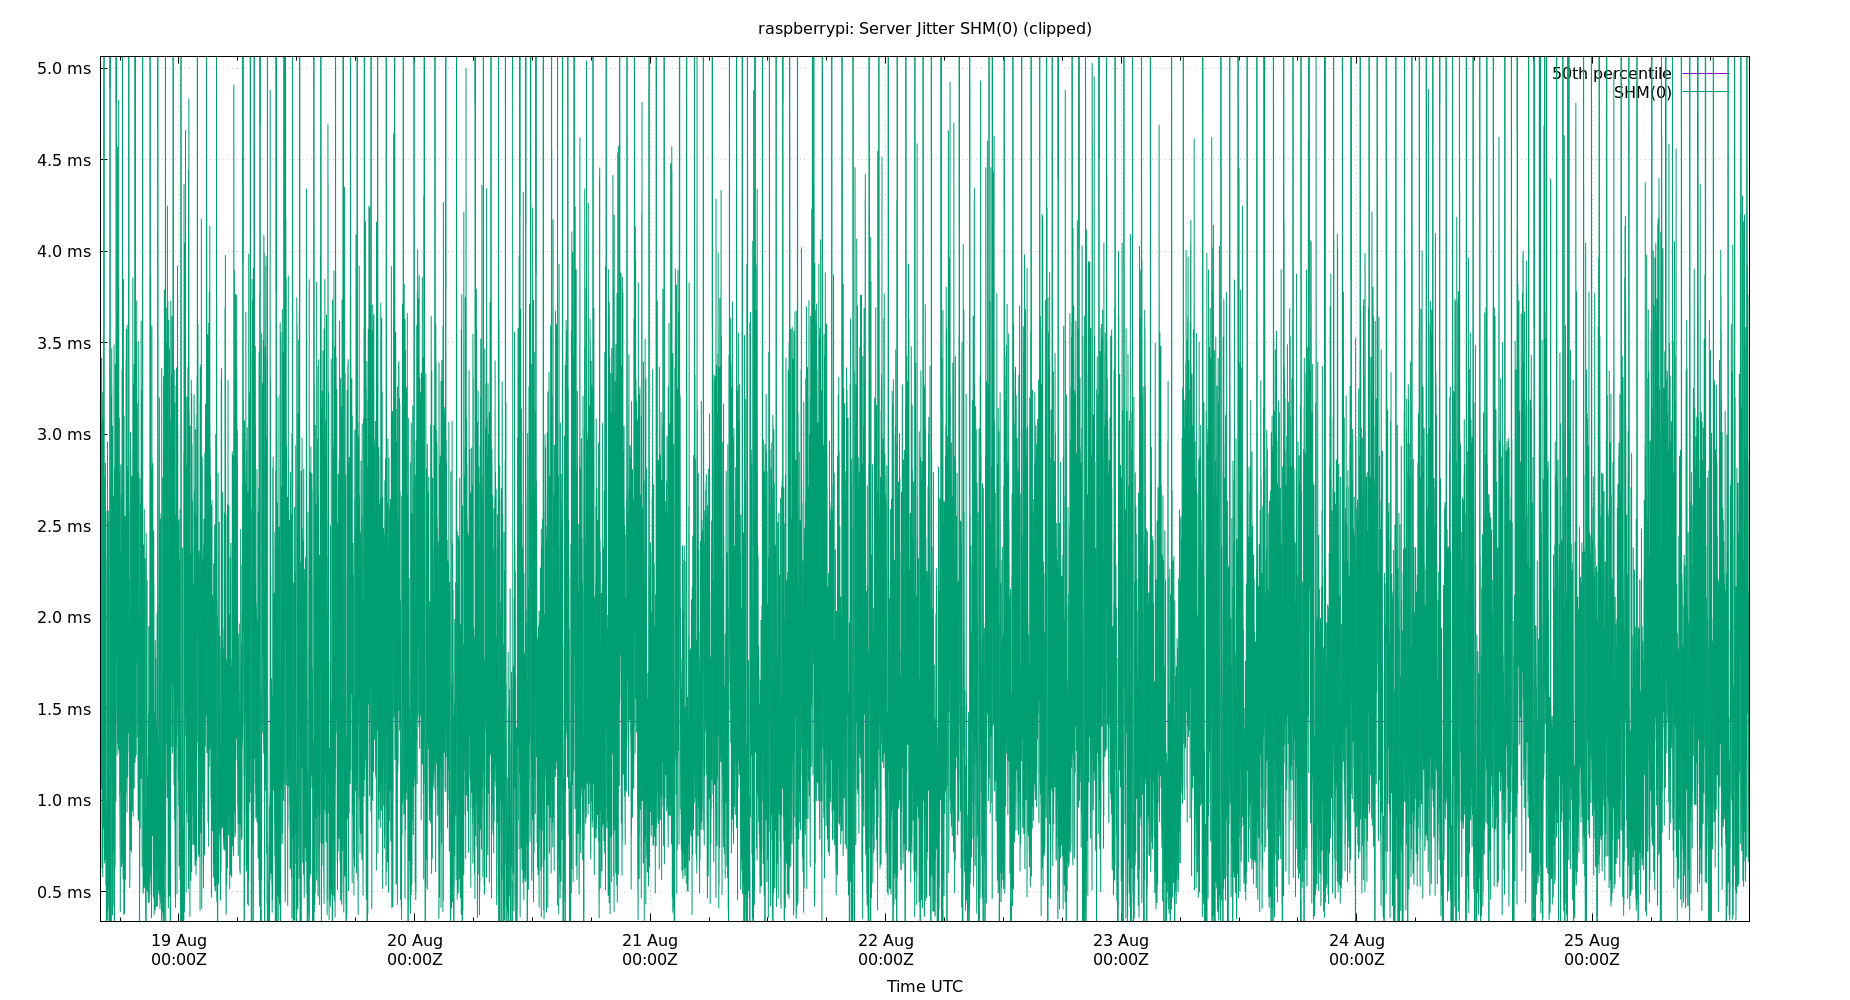 raspberrypi: Server Jitter SHM(0) (clipped)
5.0 ms
4.5 ms
4.0 ms
3.5 ms
3.0 ms
2.5 ms
2.0 ms
1.5 ms
1.0 ms
0.5 ms
50th percentile
SHM(0)
19 Aug
00:00Z
20 Aug
00:00Z
21 Aug
00:00Z
22 Aug
00:00Z
23 Aug
00:00Z
24 Aug
00:00Z
25 Aug
00:00Z
Time UTC